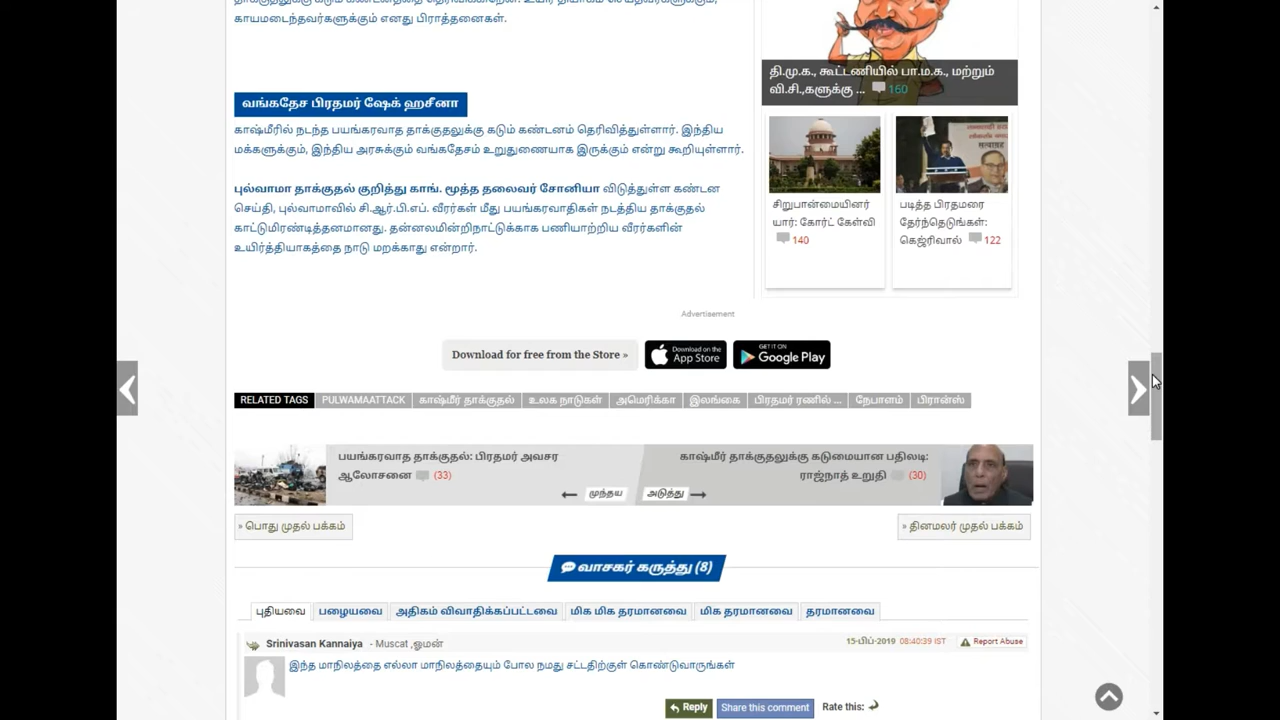 காயமடைந்தவர்களுக்கும் எனது பிராத்தனைகள்.
வங்கதேச பிரதமர் ஷேக் ஹசீனா
காஷ்மீரில் நடந்த பயங்கரவாத தாக்குதலுக்கு கடும் கண்டனம் தெரிவித்துள்ளார். இந்திய
மக்களுக்கும், இந்திய அரசுக்கும் வங்கதேசம் உறுதுணையாக இருக்கும் என்று கூறியுள்ளார்.
புல்வாமா தாக்குதல் குறித்து காங். மூத்த தலைவர் சோனியா விடுத்துள்ள கண்டன
செய்தி, புல்வாமாவில் சி.ஆர்.பி.எப். வீரர்கள் மீது பயங்கரவாதிகள் நடத்திய தாக்குதல்
காட்டுமிரண்டித்தனமானது. தன்னலமின்றிநாட்டுக்காக பணியாற்றிய வீரர்களின்
உயிர்த்தியாகத்தை நாடு மறக்காது என்றார்.
தி.மு.க., கூட்டணியில் பா.ம.க., மற்றும்
வி.சி.,களுக்கு ... 160
சிறுபான்மையினர்
யார்: கோர்ட் கேள்வி
140
படித்த பிரதமரை
தேர்ந்தெடுங்கள்:
கெஜ்ரிவால் 122
Advertisement
Download for free from the Store »
Download on the
App Store
GET IT ON
Google Play
RELATED TAGS PULWAMAATTACK காஷ்மீர் தாக்குதல் உலக நாடுகள் அமெரிக்கா இலங்கை பிரதமர் ரணில் ... நேபாளம் பிரான்ஸ்
பயங்கரவாத தாக்குதல்: பிரதமர் அவசர
ஆலோசனை (33)
முந்தய
காஷ்மீர் தாக்குதலுக்கு கடுமையான பதிலடி:
ராஜ்நாத் உறுதி (30)
அடுத்து
» பொது முதல் பக்கம்
» தினமலர் முதல் பக்கம்
வாசகர் கருத்து (8)
புதியவை பழையவை அதிகம் விவாதிக்கப்பட்டவை மிக மிக தரமானவை மிக தரமானவை தரமானவை
Srinivasan Kannaiya - Muscat ,ஓமன்
15-பிப்-2019 08:40:39 IST Report Abuse
இந்த மாநிலத்தை எல்லா மாநிலத்தையும் போல நமது சட்டதிற்குள் கொண்டுவாருங்கள்
Reply Share this comment Rate this: